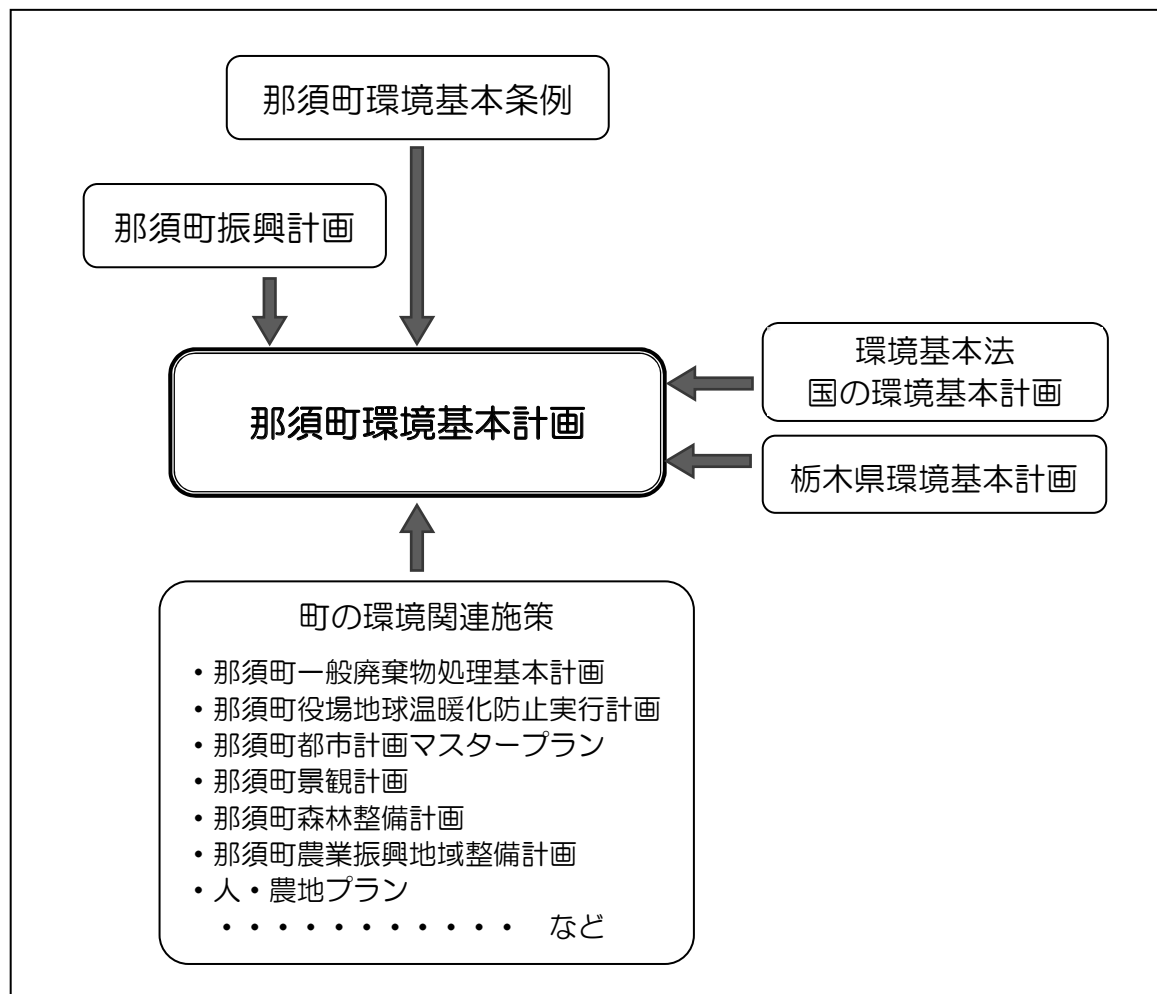 那須町環境基本条例
那須町振興計画
環境基本法
国の環境基本計画
那須町環境基本計画
栃木県環境基本計画
町の環境関連施策
・那須町一般廃棄物処理基本計画
・那須町役場地球温暖化防止実行計画
・那須町都市計画マスタープラン
・那須町景観計画
・那須町森林整備計画
・那須町農業振興地域整備計画
・人・農地プラン
・・・・・・・・・・・ など